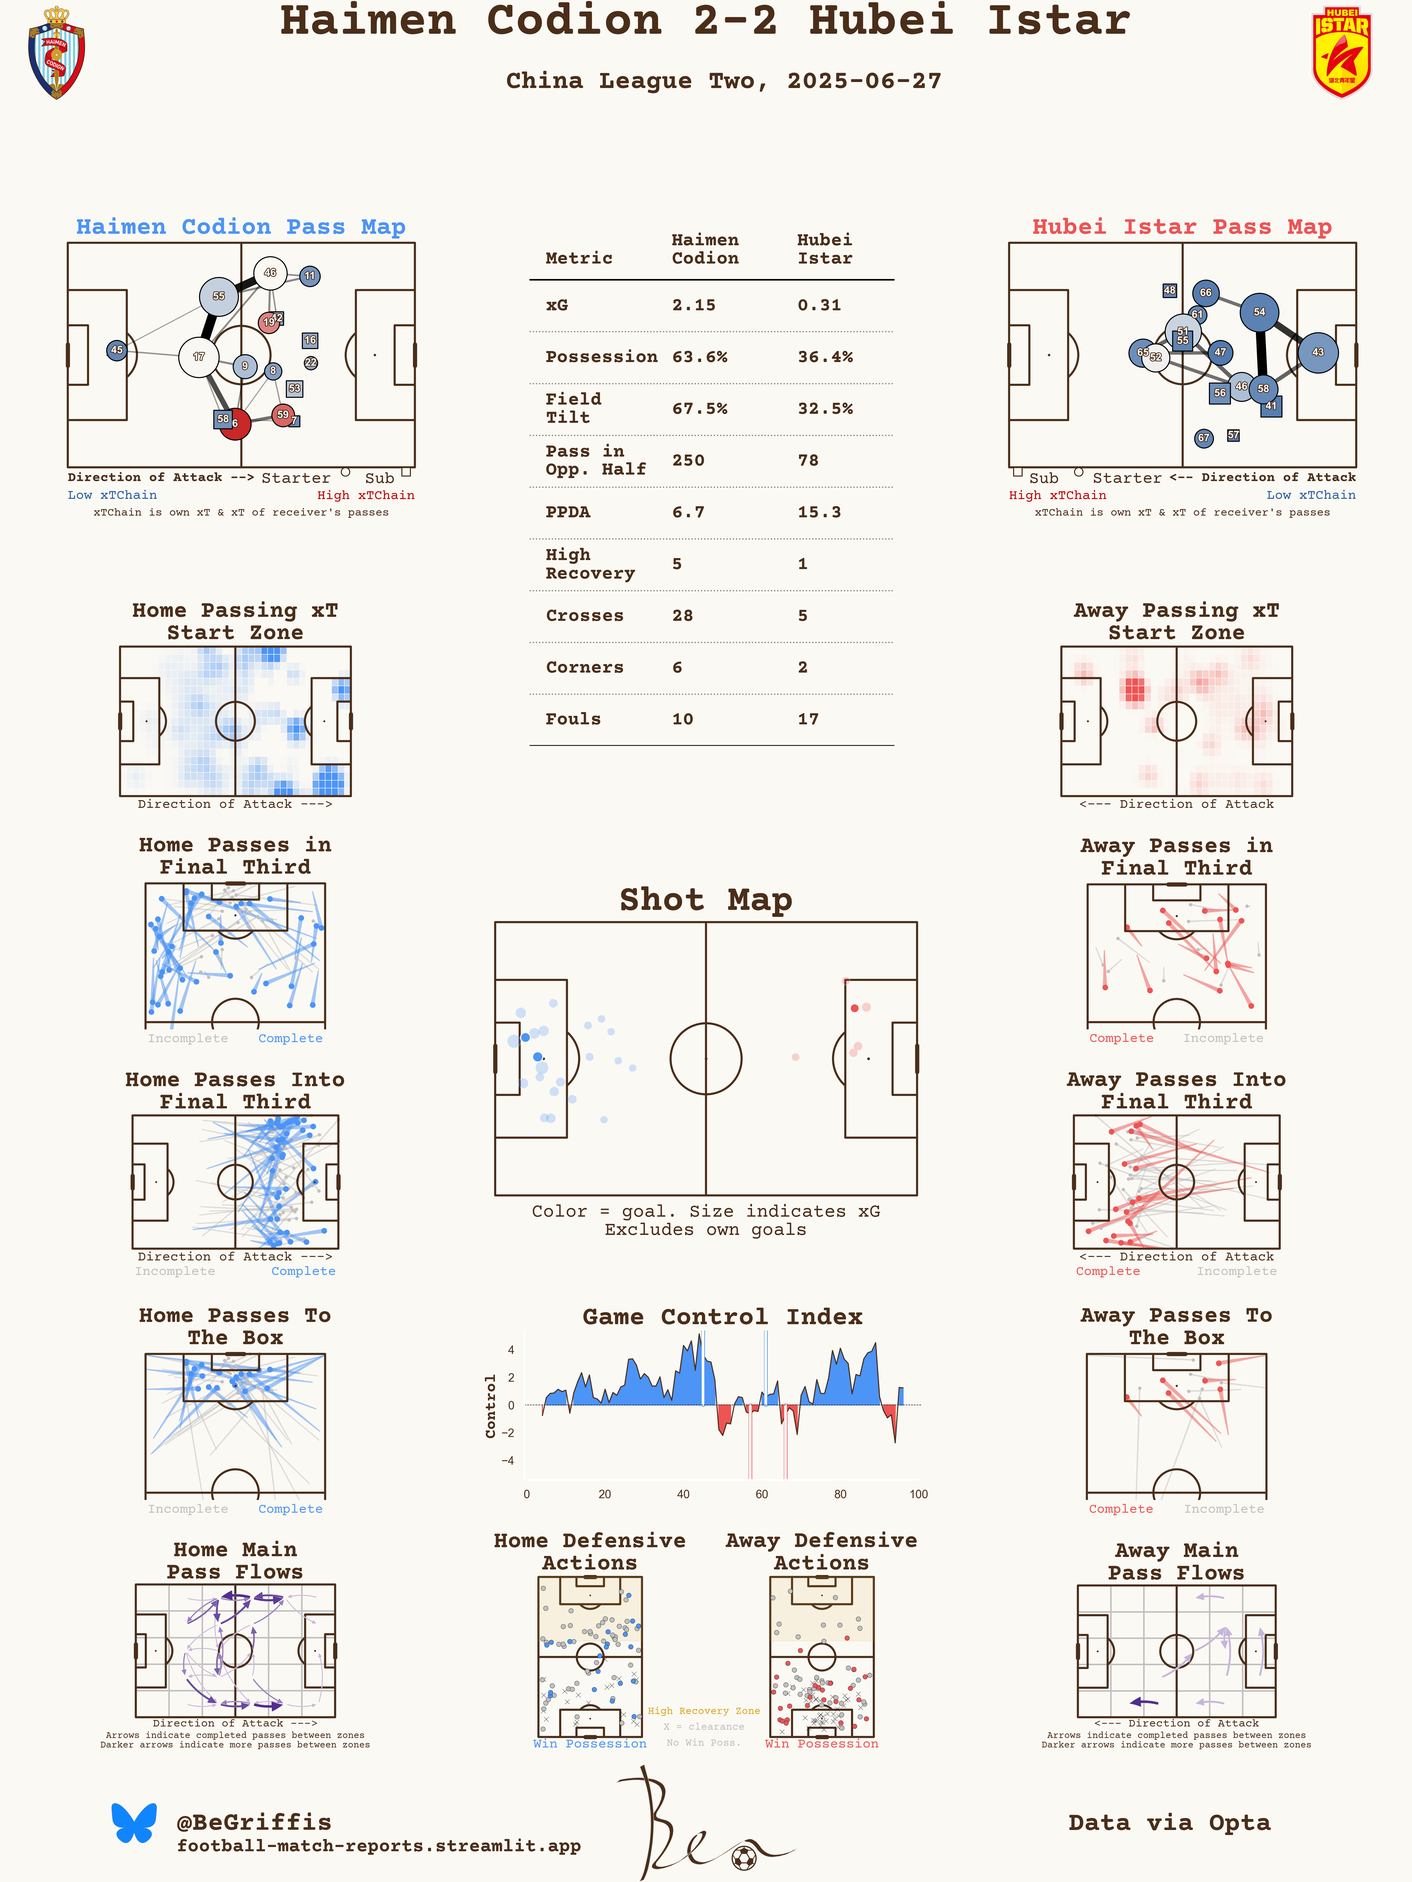 Haimen Codion 2-2 Hubei Istar
China League Two, 2025-06-27
HAIMEN
CODION
HUBEI
ISTAR
Haimen Codion Pass Map
46
11
55
19
42
16
45
17
9
8
22
53
58
6
59
7
Direction of Attack --> Starter Sub
Low xTChain High xTChain
xTChain is own xT & xT of receiver's passes
Metric Haimen Codion Hubei Istar
xG 2.15 0.31
Possession 63.6% 36.4%
Field Tilt 67.5% 32.5%
Pass in Opp. Half 250 78
PPDA 6.7 15.3
High Recovery 5 1
Crosses 28 5
Corners 6 2
Fouls 10 17
Hubei Istar Pass Map
48
66
61
54
51
55
65
52
47
43
56
46
58
41
67
57
Sub Starter <-- Direction of Attack
High xTChain Low xTChain
xTChain is own xT & xT of receiver's passes
Home Passing xT
Start Zone
Direction of Attack --->
Away Passing xT
Start Zone
<--- Direction of Attack
Home Passes in
Final Third
Incomplete Complete
Shot Map
Color = goal. Size indicates xG
Excludes own goals
Away Passes in
Final Third
Complete Incomplete
Home Passes Into
Final Third
Direction of Attack --->
Incomplete Complete
Away Passes Into
Final Third
<--- Direction of Attack
Complete Incomplete
Home Passes To
The Box
Incomplete Complete
Game Control Index
Control
4
2
0
−2
−4
0 20 40 60 80 100
Away Passes To
The Box
Complete Incomplete
Home Main
Pass Flows
Direction of Attack --->
Arrows indicate completed passes between zones
Darker arrows indicate more passes between zones
Home Defensive
Actions
Win Possession
Away Defensive
Actions
Win Possession
High Recovery Zone
X = clearance
No Win Poss.
Away Main
Pass Flows
<--- Direction of Attack
Arrows indicate completed passes between zones
Darker arrows indicate more passes between zones
@BeGriffis
football-match-reports.streamlit.app
Ben
Data via Opta